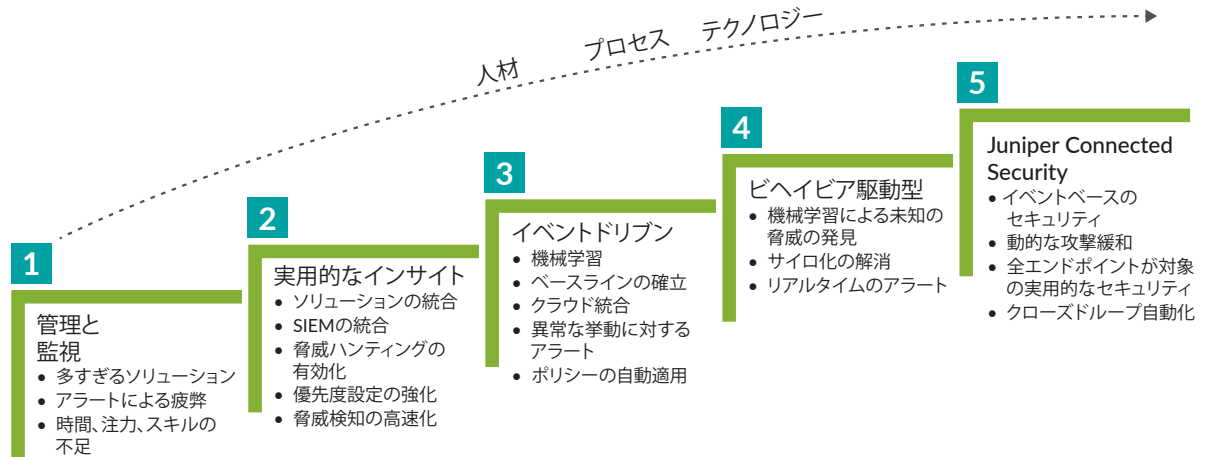 人材 プロセス テクノロジー
1
管理と
監視
• 多すぎるソリューション
• アラートによる疲弊
• 時間、注力、スキルの
不足
2
実用的なインサイト
• ソリューションの統合
• SIEMの統合
• 脅威ハンティングの
有効化
• 優先度設定の強化
• 脅威検知の高速化
3
イベントドリブン
• 機械学習
• ベースラインの確立
• クラウド統合
• 異常な挙動に対する
アラート
• ポリシーの自動適用
4
ビヘイビア駆動型
• 機械学習による未知の
脅威の発見
• サイロ化の解消
• リアルタイムのアラート
5
Juniper Connected
Security
• イベントベースの
セキュリティ
• 動的な攻撃緩和
• 全エンドポイントが対象
の実用的なセキュリティ
• クローズドループ自動化